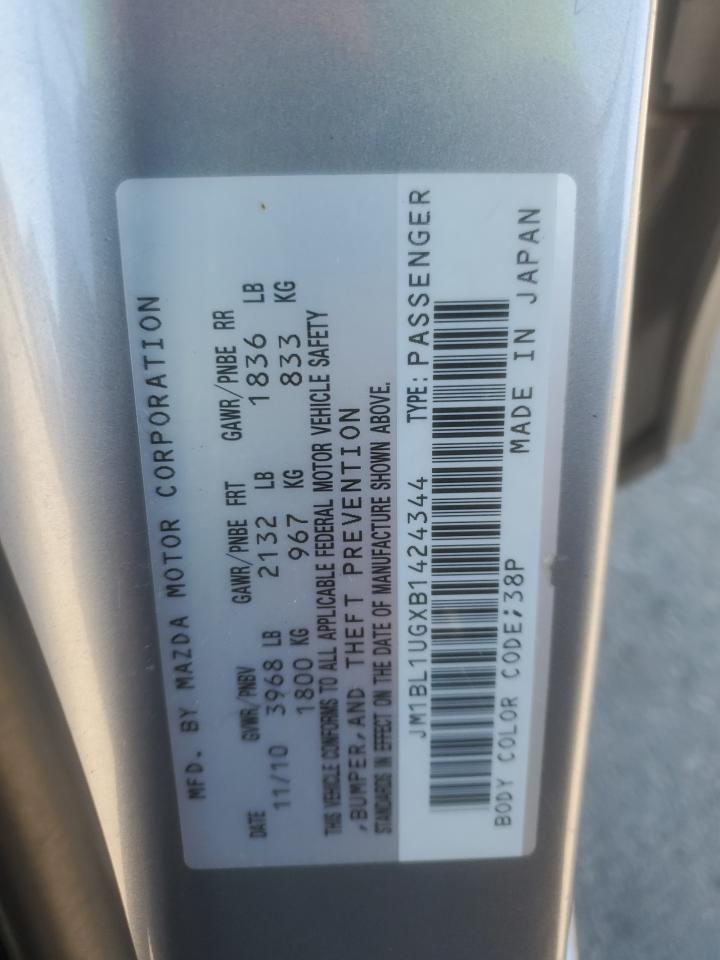 MFD. BY MAZDA MOTOR CORPORATION
DATE GVWR/PNBV GAWR/PNBE FRT GAWR/PNBE RR
11/10 3968 LB 2132 LB 1836 LB
1800 KG 967 KG 833 KG
THIS VEHICLE CONFORMS TO ALL APPLICABLE FEDERAL MOTOR VEHICLE SAFETY
,BUMPER,AND THEFT PREVENTION
STANDARDS IN EFFECT ON THE DATE OF MANUFACTURE SHOWN ABOVE.
JM1BL1UGXB1424344 TYPE: PASSENGER
BODY COLOR CODE;38P MADE IN JAPAN